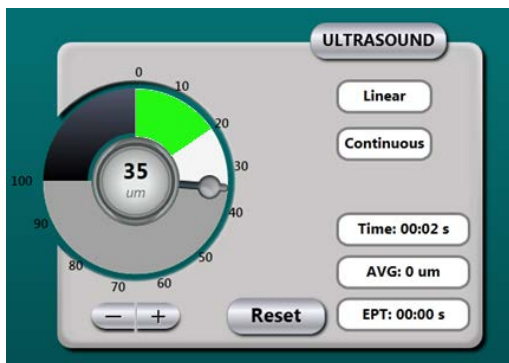 ULTRASOUND
0
10
20
30
40
50
60
70
80
90
100
35
um
Linear
Continuous
Time: 00:02 s
AVG: 0 um
EPT: 00:00 s
− +
Reset